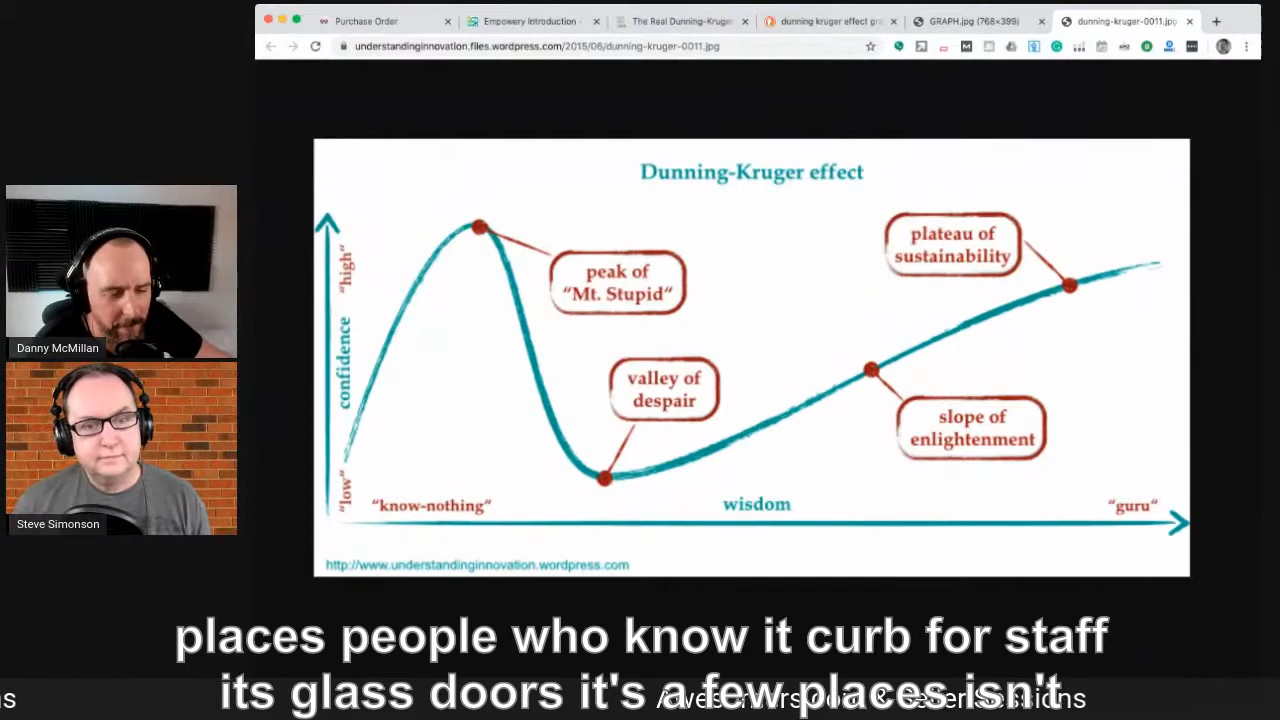 Purchase Order
Empowery Introduction -
The Real Dunning-Kruger
dunning kruger effect gra
GRAPH.jpg (768×399)
dunning-kruger-0011.jpg
understandinginnovation.files.wordpress.com/2015/06/dunning-kruger-0011.jpg
Dunning-Kruger effect
"high"
confidence
"low"
peak of
"Mt. Stupid"
valley of
despair
plateau of
sustainability
slope of
enlightenment
"know-nothing"
wisdom
"guru"
http://www.understandinginnovation.wordpress.com
Danny McMillan
Steve Simonson
places people who know it curb for staff
its glass doors it's a few places isn't